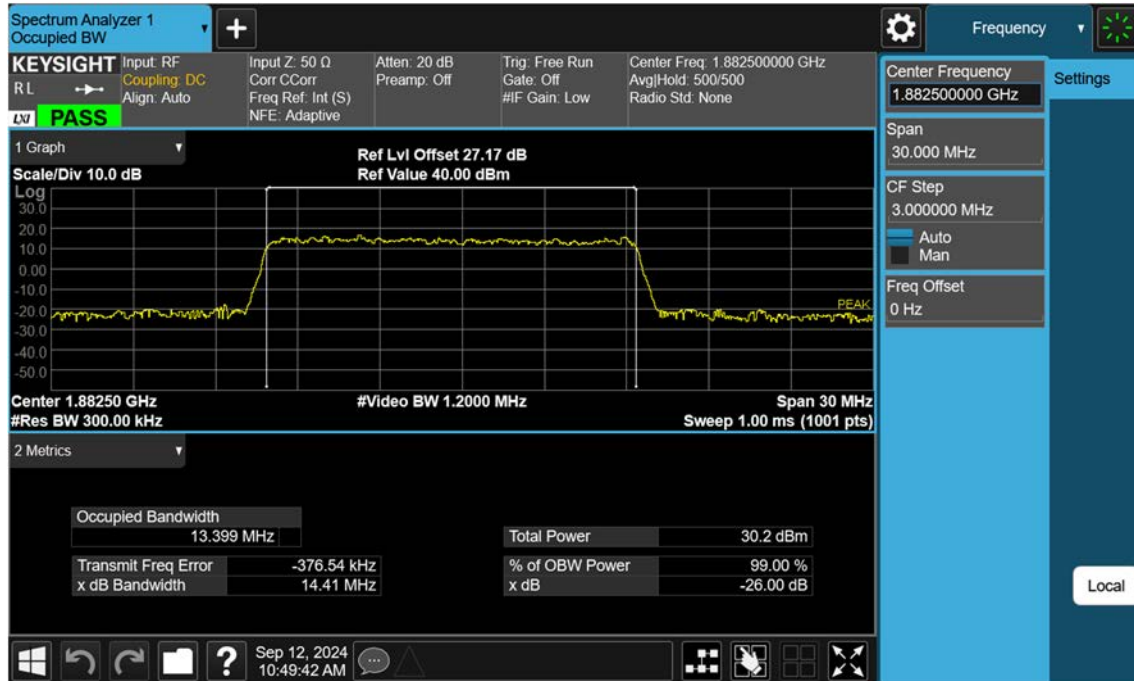 Spectrum Analyzer 1
Occupied BW
Frequency
KEYSIGHT
R L
LXI PASS
Input: RF
Coupling: DC
Align: Auto
Input Z: 50 Ω
Corr CCorr
Freq Ref: Int (S)
NFE: Adaptive
Atten: 20 dB
Preamp: Off
Trig: Free Run
Gate: Off
#IF Gain: Low
Center Freq: 1.882500000 GHz
Avg|Hold: 500/500
Radio Std: None
Center Frequency
1.882500000 GHz
Settings
Span
30.000 MHz
CF Step
3.000000 MHz
Auto
Man
Freq Offset
0 Hz
Local
1 Graph
Scale/Div 10.0 dB
Ref Lvl Offset 27.17 dB
Ref Value 40.00 dBm
Log
30.0
20.0
10.0
0.00
-10.0
-20.0
-30.0
-40.0
-50.0
PEAK
Center 1.88250 GHz
#Video BW 1.2000 MHz
Span 30 MHz
#Res BW 300.00 kHz
Sweep 1.00 ms (1001 pts)
2 Metrics
Occupied Bandwidth
13.399 MHz
Total Power 30.2 dBm
Transmit Freq Error -376.54 kHz
% of OBW Power 99.00 %
x dB Bandwidth 14.41 MHz
x dB -26.00 dB
?
Sep 12, 2024
10:49:42 AM